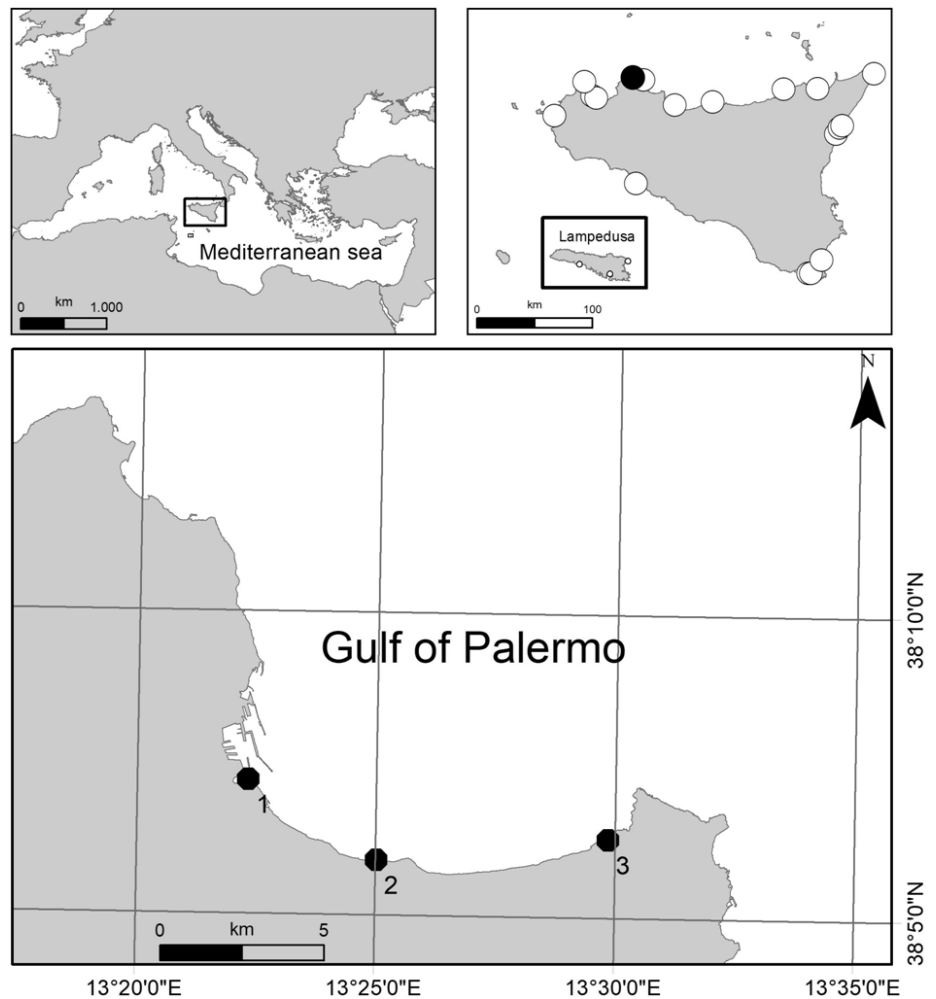 Mediterranean sea
0 km 1.000
Lampedusa
0 km 100
N
Gulf of Palermo
38°10'0"N
1
2
3
0 km 5
38°5'0"N
13°20'0"E 13°25'0"E 13°30'0"E 13°35'0"E